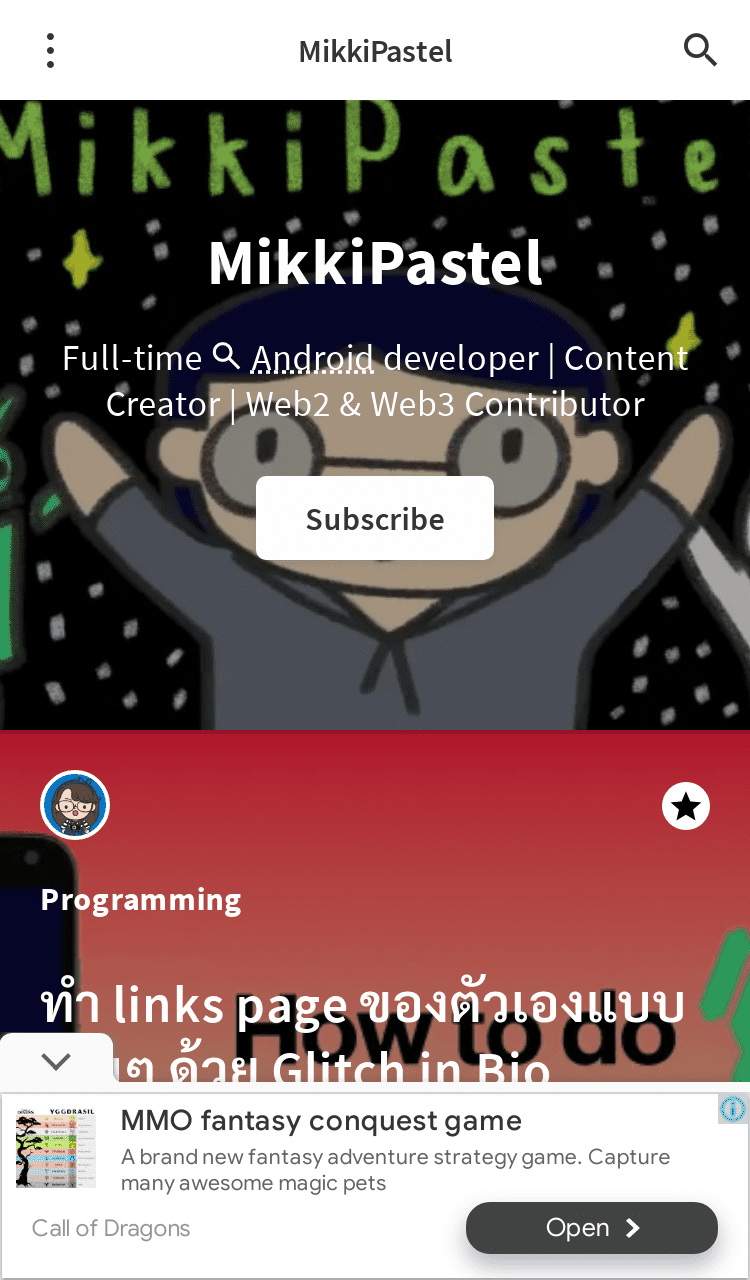 MikkiPastel
MikkiPaste
MikkiPastel
Full-time Android developer | Content
Creator | Web2 & Web3 Contributor
Subscribe
Programming
ทำ links page ของตัวเองแบบ
How to do
ด้วย Glitch in Bio
YGGDRASIL
MMO fantasy conquest game
A brand new fantasy adventure strategy game. Capture
many awesome magic pets
Call of Dragons
Open